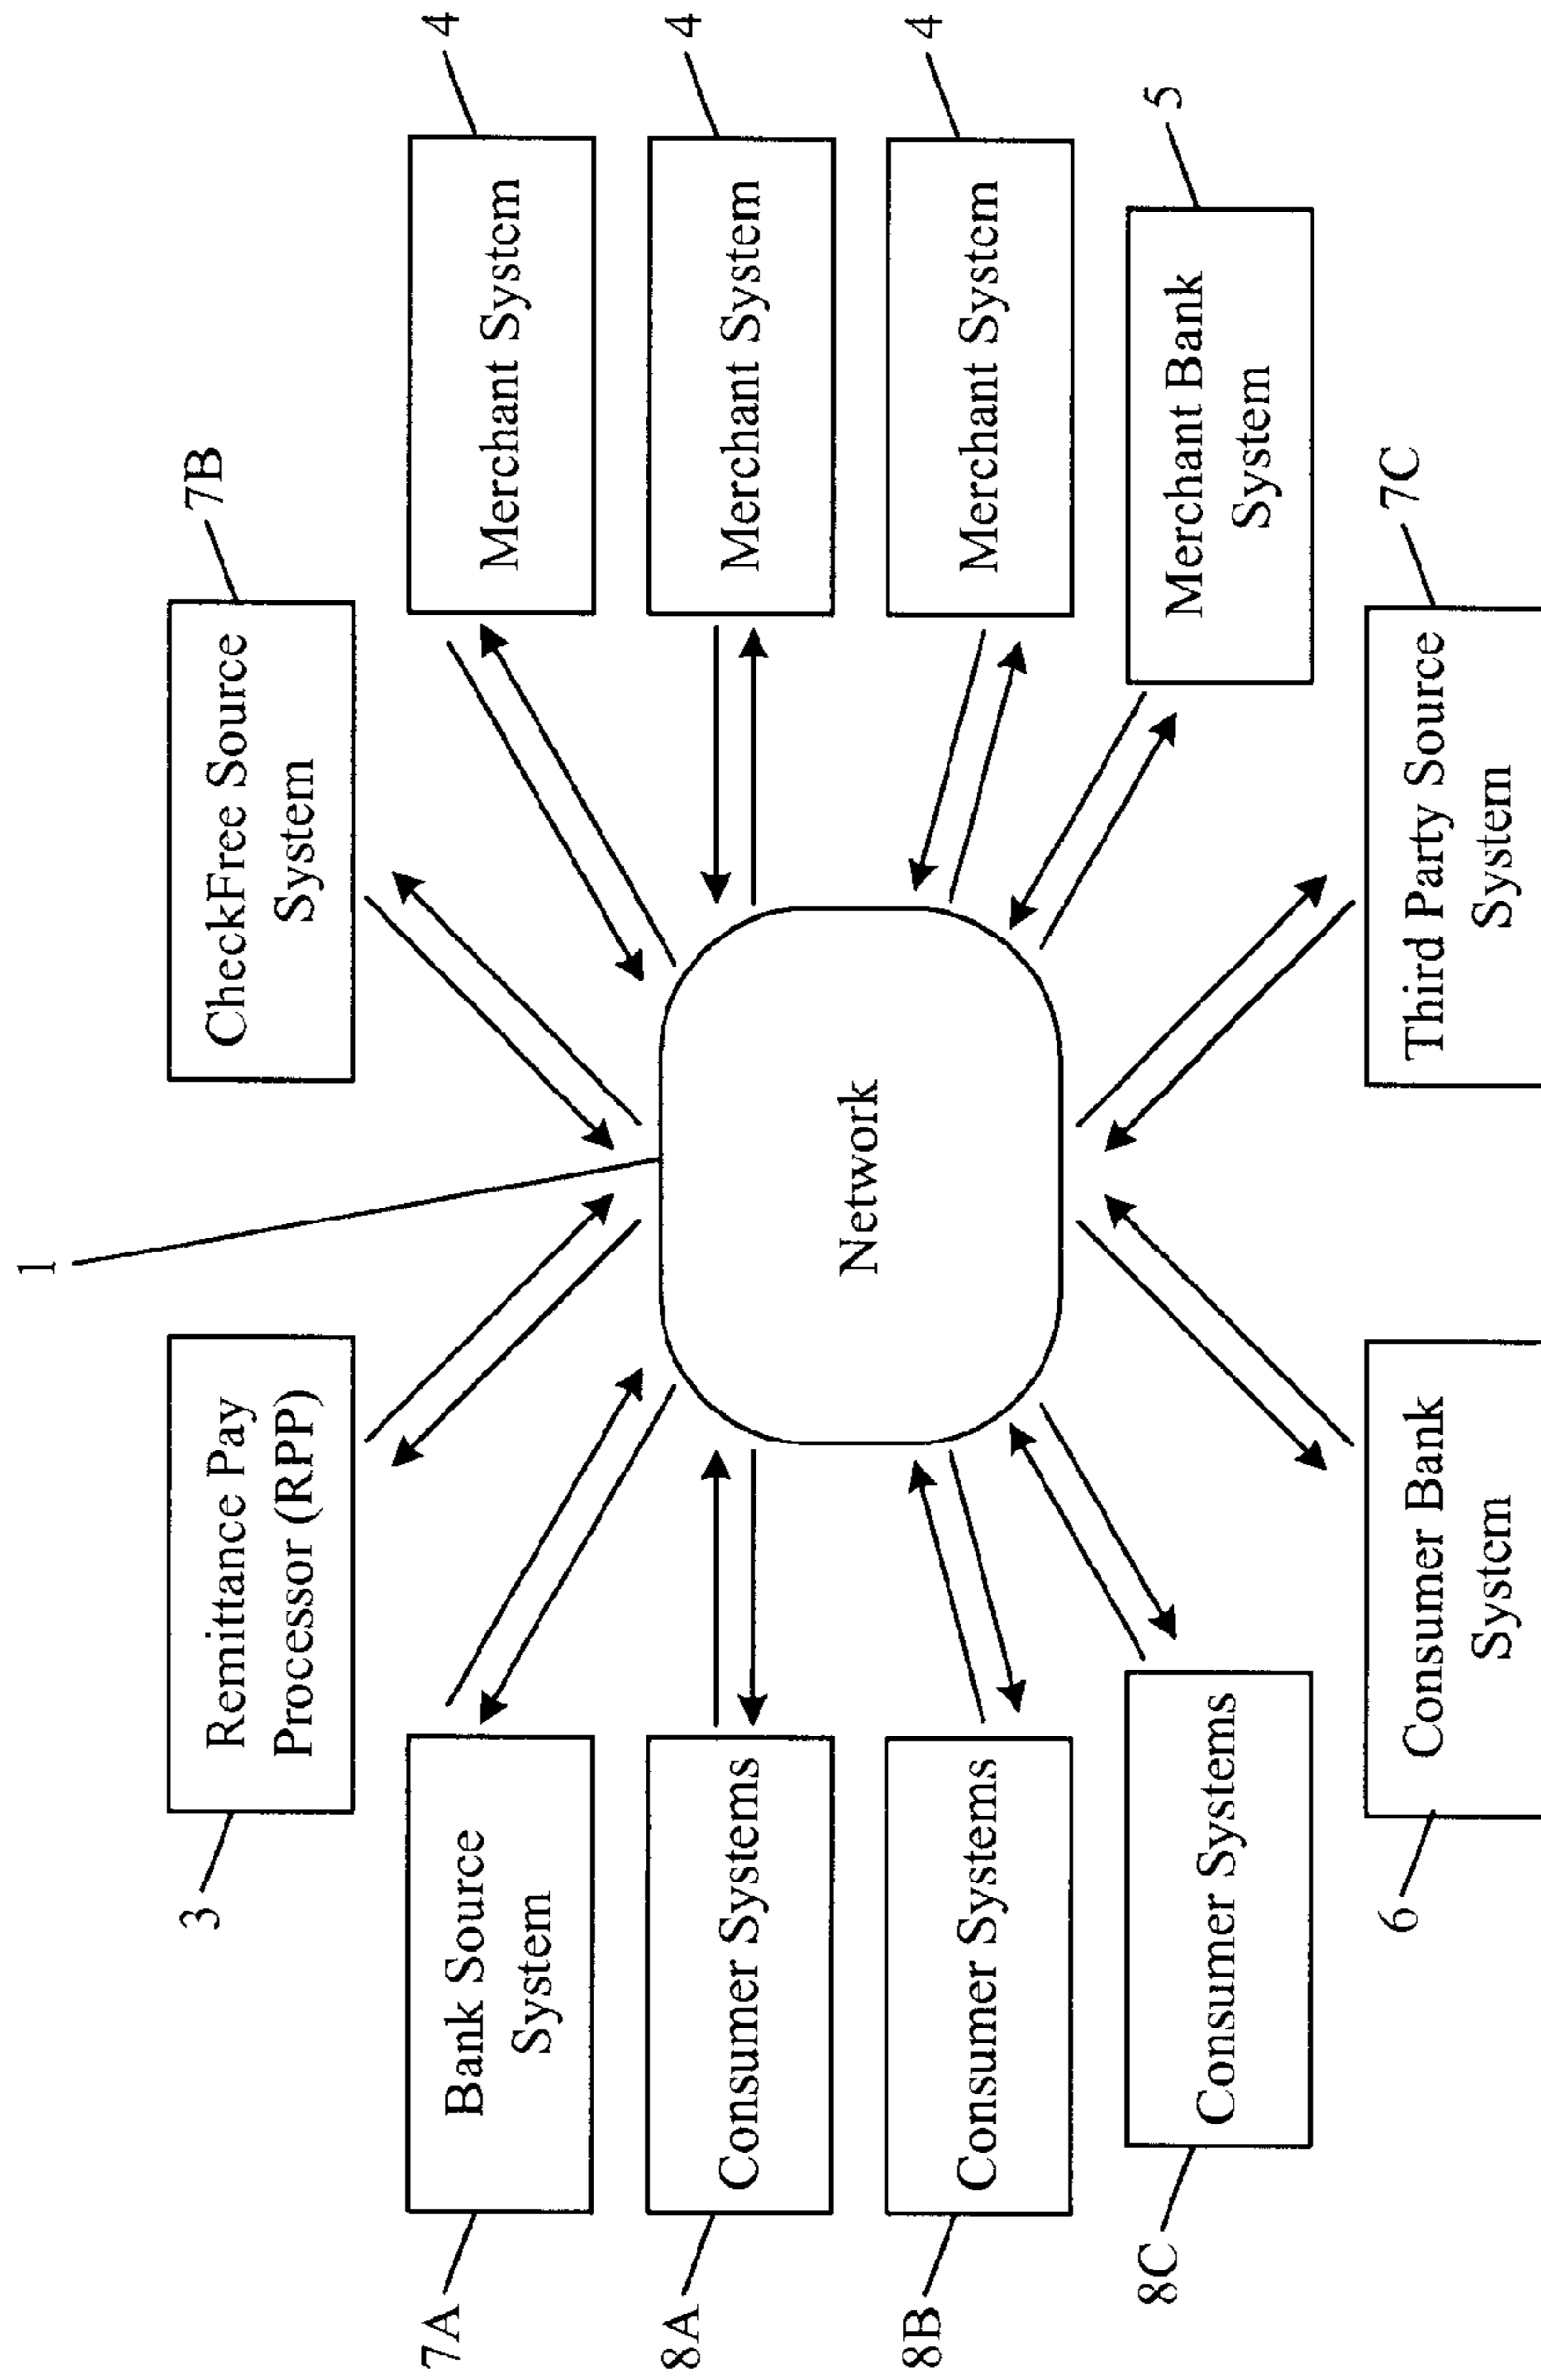 1
3
Remittance Pay
Processor (RPP)
CheckFree Source
System
7B
7A
Bank Source
System
Merchant System
4
8A
Consumer Systems
Network
Merchant System
4
8B
Consumer Systems
Merchant System
4
8C
Consumer Systems
Merchant Bank
System
5
6
Consumer Bank
System
Third Party Source
System
7C